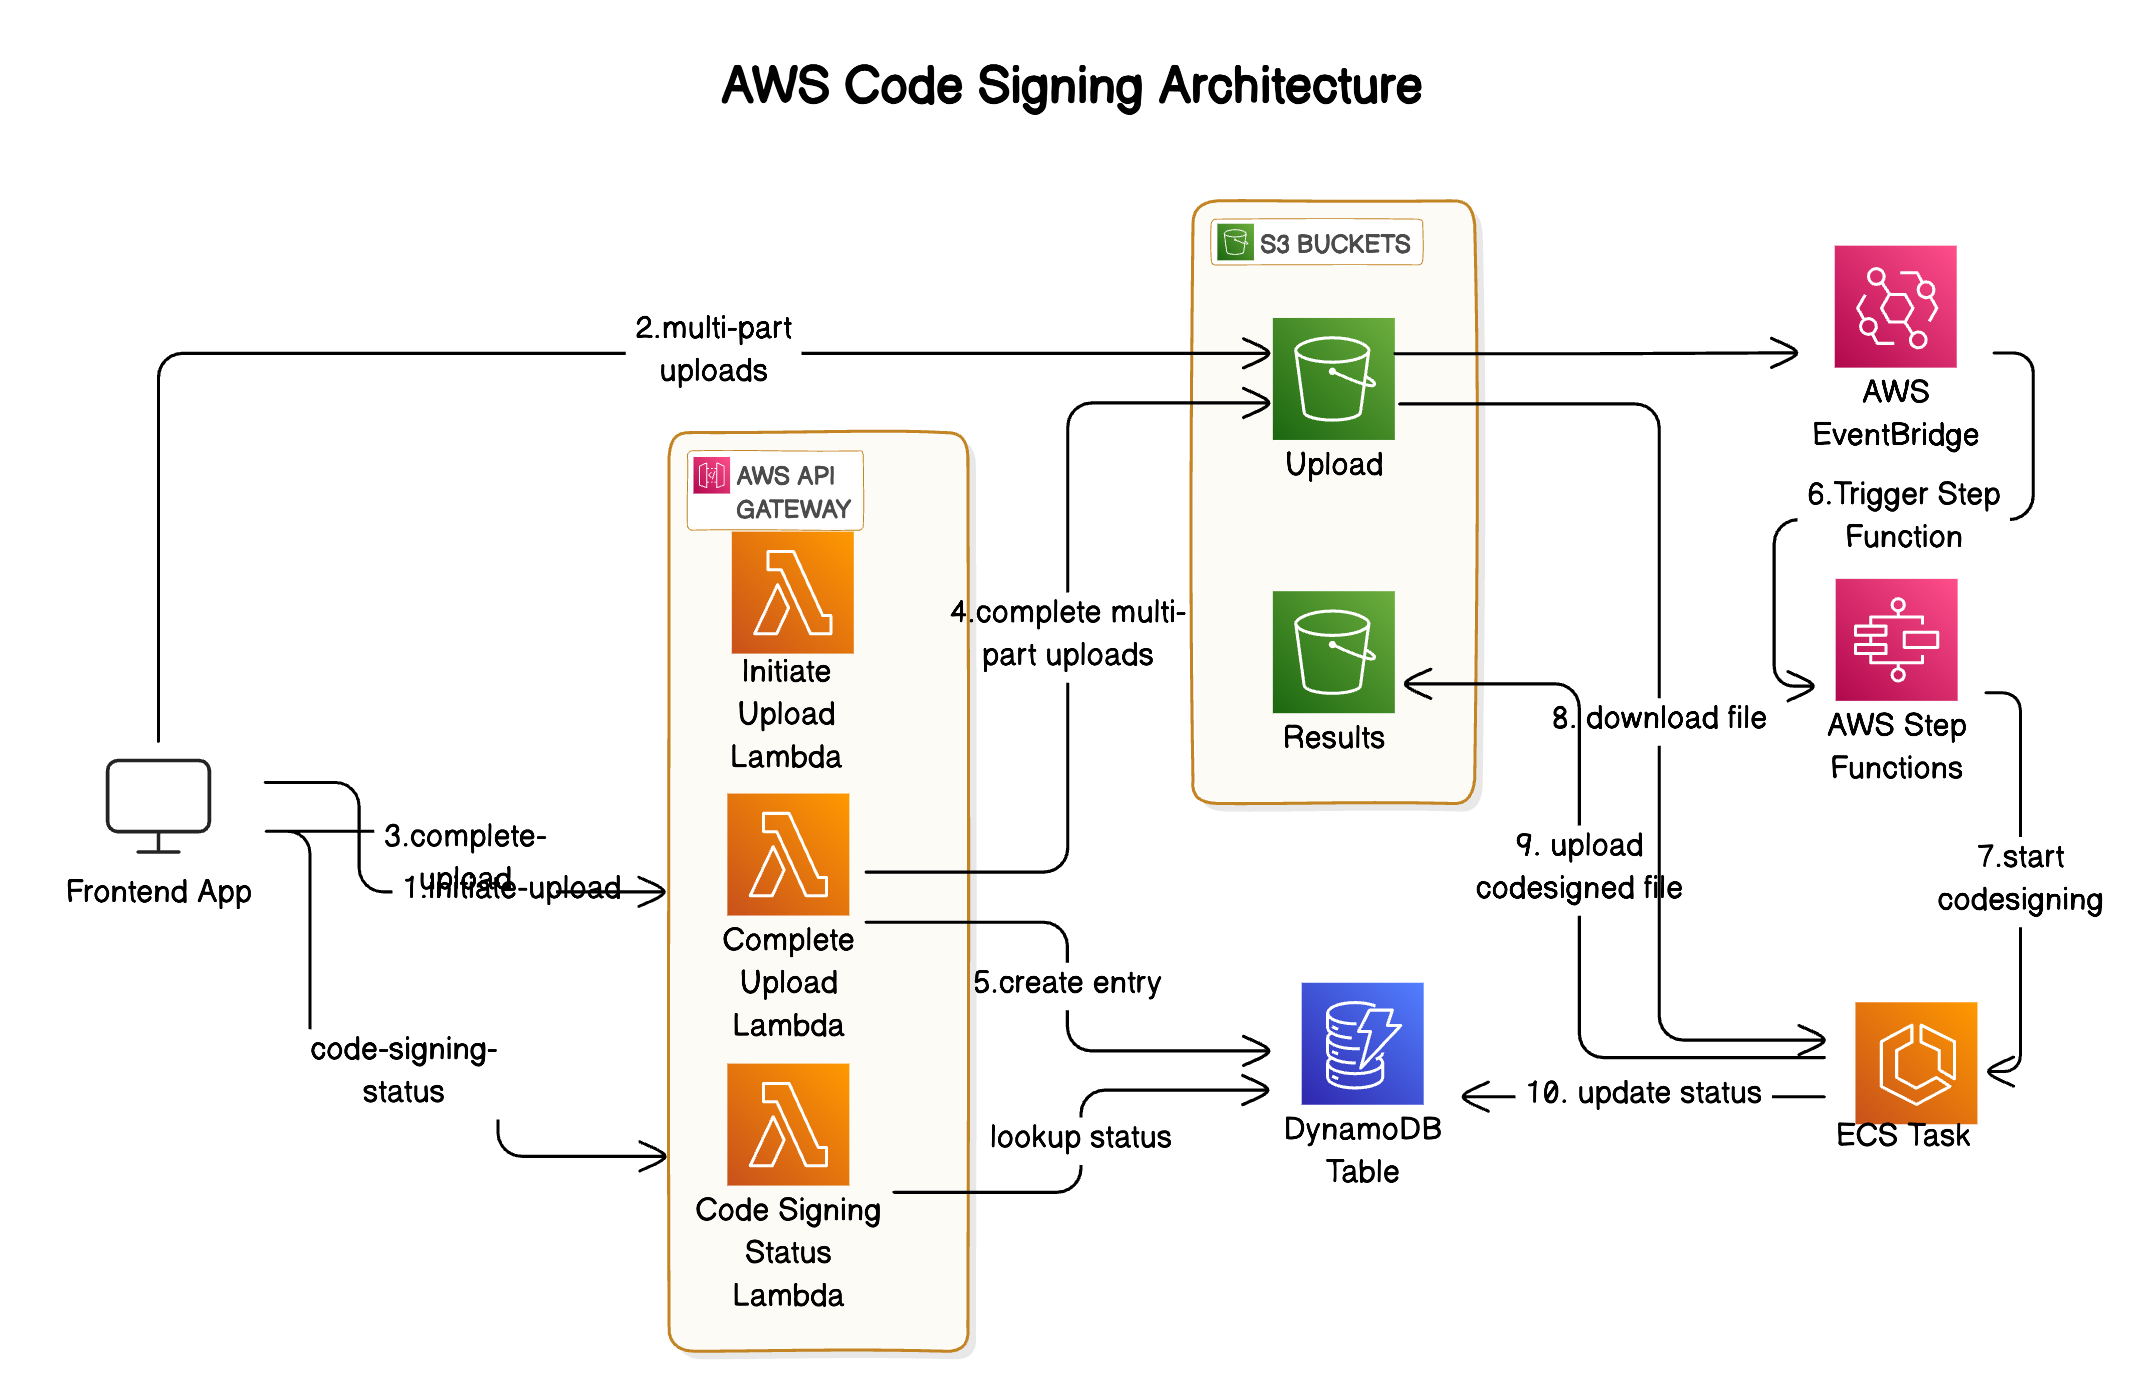 AWS Code Signing Architecture
S3 BUCKETS
2.multi-part
uploads
AWS
EventBridge
Upload
AWS API
GATEWAY
6.Trigger Step
Function
4.complete multi-
part uploads
Initiate
Upload
Lambda
Results
8. download file
AWS Step
Functions
3.complete-
upload
1.initiate-upload
Frontend App
9. upload
codesigned file
7.start
codesigning
Complete
Upload
Lambda
5.create entry
code-signing-
status
10. update status
lookup status
DynamoDB
Table
ECS Task
Code Signing
Status
Lambda